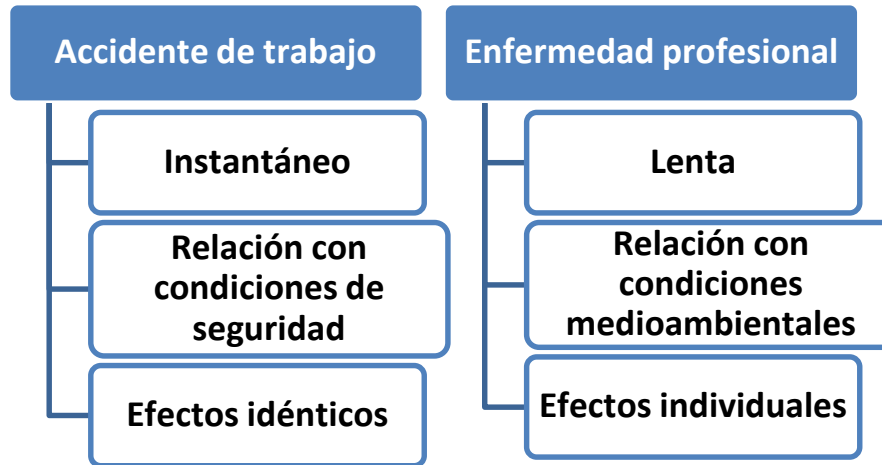 Accidente de trabajo
Instantáneo
Relación con
condiciones de
seguridad
Efectos idénticos
Enfermedad profesional
Lenta
Relación con
condiciones
medioambientales
Efectos individuales